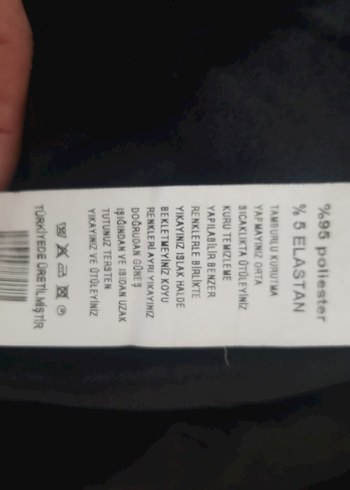 %95 poliester
% 5 ELASTAN
TAMBURLU KURUTMA
YAPMAYINIZ ORTA
SICAKLIKTA ÜTÜLEYİNİZ
KURU TEMİZLEME
YAPILABİLİR BENZER
RENKLERLE BİRLİKTE
YIKAYINIZ ISLAK HALDE
BEKLETMEYİNİZ KOYU
RENKLERİ AYRI YIKAYINIZ
DOĞRUDAN GÜNEŞ
IŞIĞINDAN VE ISIDAN UZAK
TUTUNUZ TERSTEN
YIKAYINIZ VE ÜTÜLEYİNİZ
TÜRKİYEDE ÜRETİLMİŞTİR